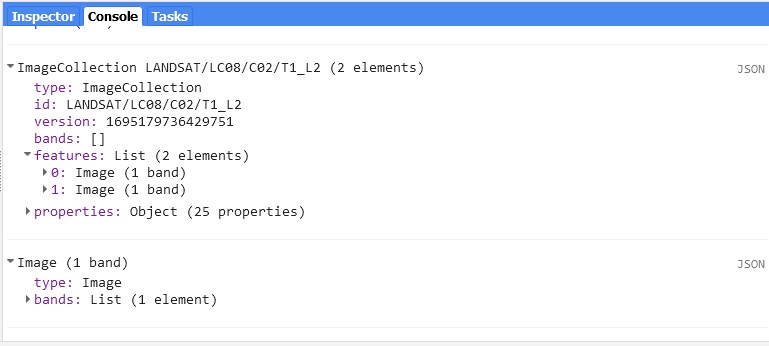 Inspector Console Tasks
ImageCollection LANDSAT/LC08/C02/T1_L2 (2 elements) JSON
type: ImageCollection
id: LANDSAT/LC08/C02/T1_L2
version: 1695179736429751
bands: []
features: List (2 elements)
0: Image (1 band)
1: Image (1 band)
properties: Object (25 properties)
Image (1 band) JSON
type: Image
bands: List (1 element)